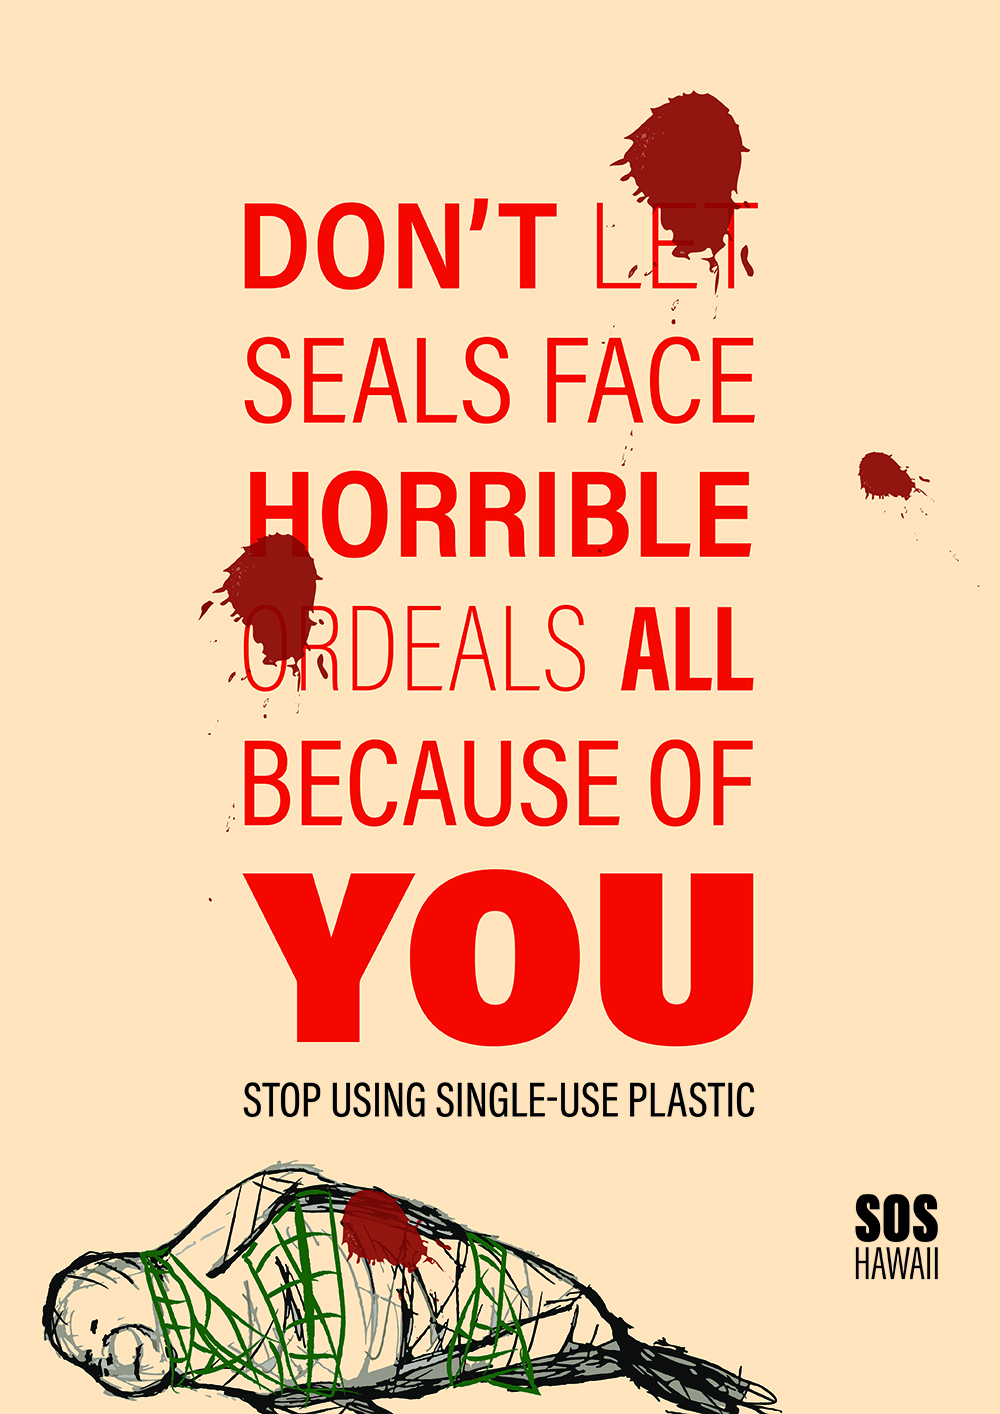 DON'T LET
SEALS FACE
HORRIBLE
ORDEALS ALL
BECAUSE OF
YOU
STOP USING SINGLE-USE PLASTIC
SOS
HAWAII